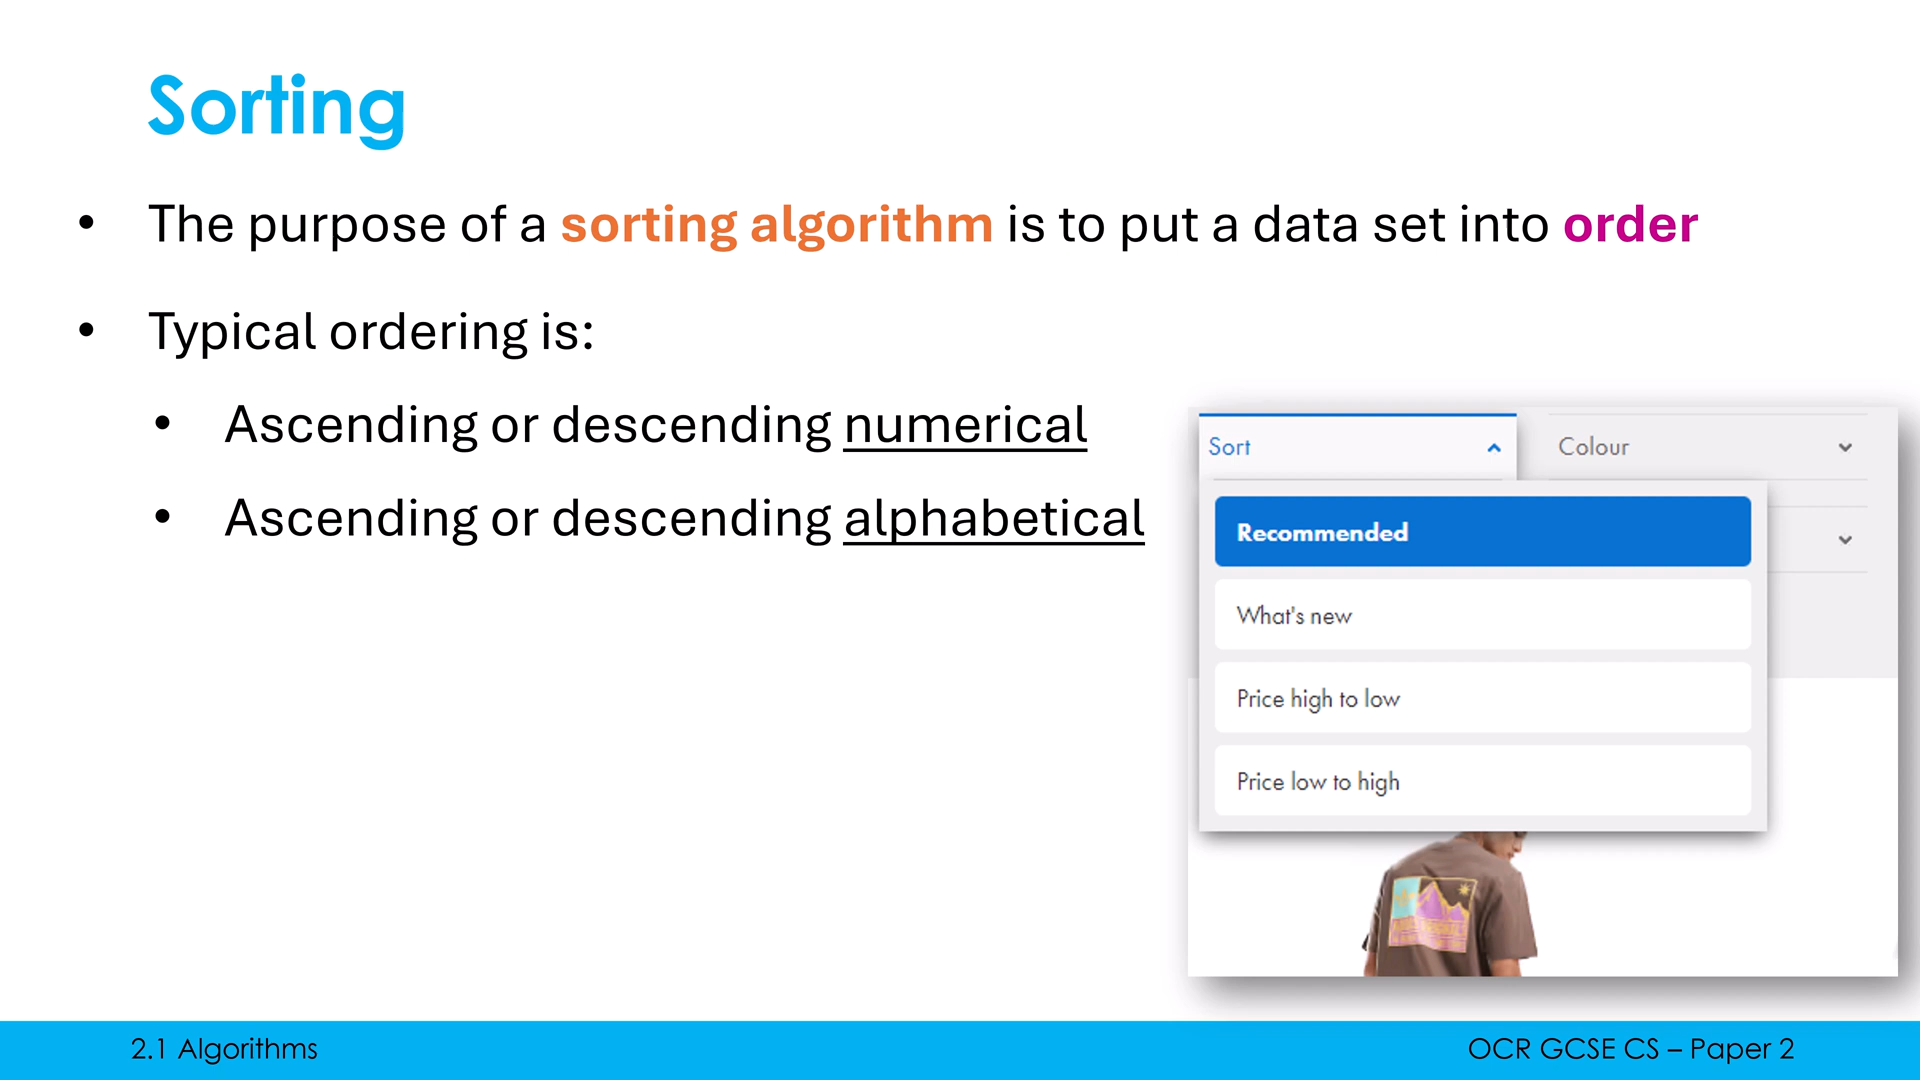 Sorting
• The purpose of a sorting algorithm is to put a data set into order
• Typical ordering is:
• Ascending or descending numerical
• Ascending or descending alphabetical
Sort
Colour
Recommended
What's new
Price high to low
Price low to high
2.1 Algorithms
OCR GCSE CS – Paper 2